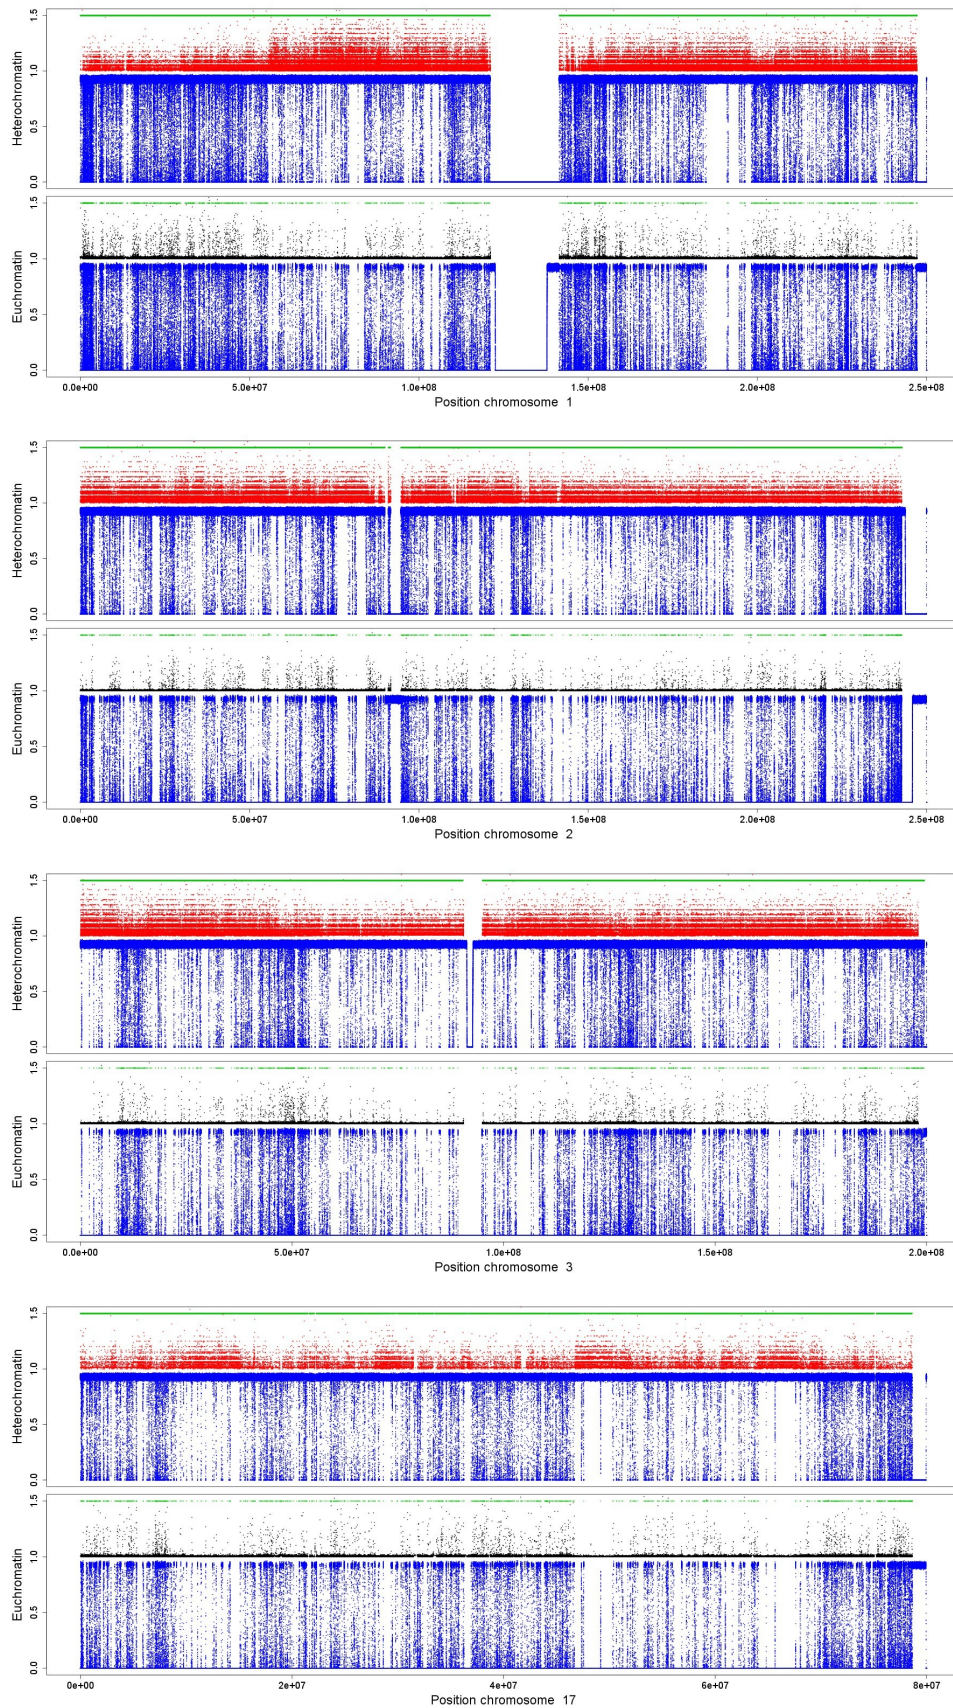 Heterochromatin
0.0 0.5 1.0 1.5
Euchromatin
0.0 0.5 1.0 1.5
0.0e+00 5.0e+07 1.0e+08 1.5e+08 2.0e+08 2.5e+08
Position chromosome 1
Heterochromatin
0.0 0.5 1.0 1.5
Euchromatin
0.0 0.5 1.0 1.5
0.0e+00 5.0e+07 1.0e+08 1.5e+08 2.0e+08 2.5e+08
Position chromosome 2
Heterochromatin
0.0 0.5 1.0 1.5
Euchromatin
0.0 0.5 1.0 1.5
0.0e+00 5.0e+07 1.0e+08 1.5e+08 2.0e+08
Position chromosome 3
Heterochromatin
0.0 0.5 1.0 1.5
Euchromatin
0.0 0.5 1.0 1.5
0e+00 2e+07 4e+07 6e+07 8e+07
Position chromosome 17